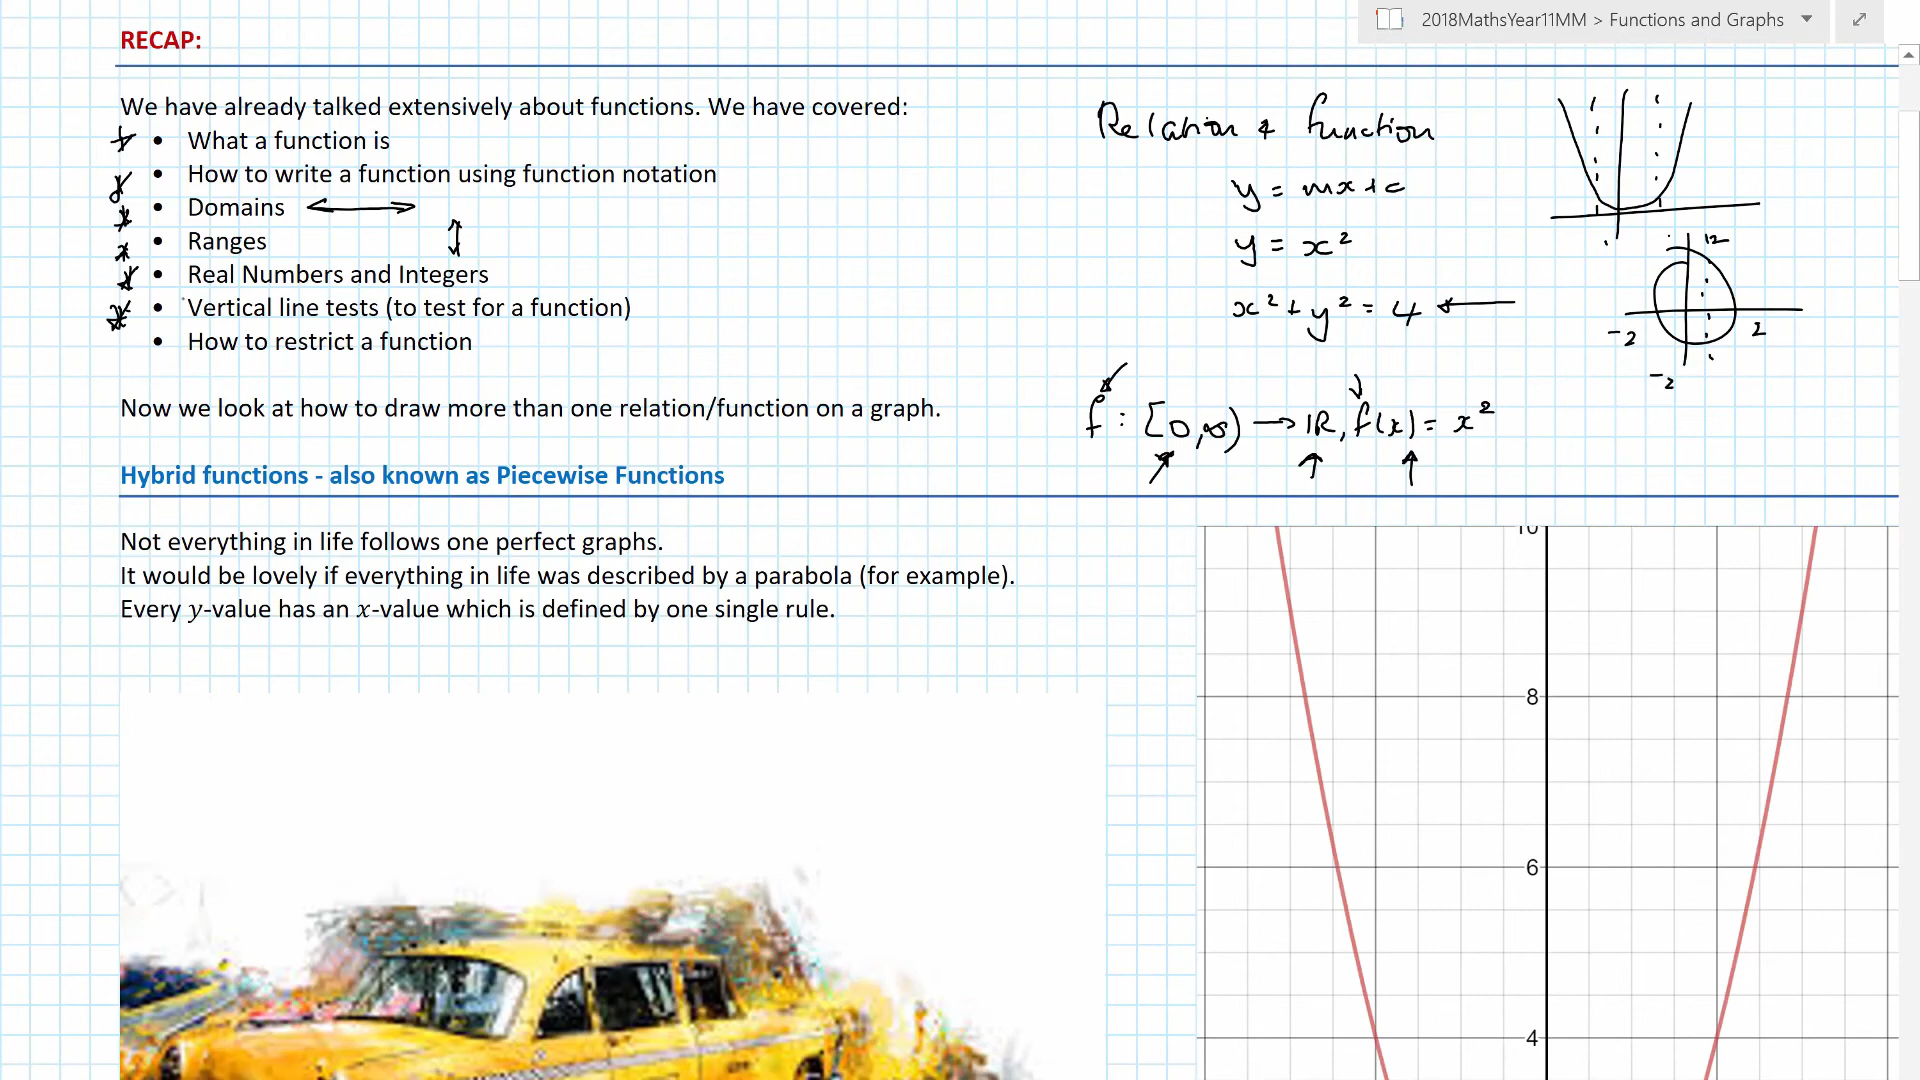 2018MathsYear11MM > Functions and Graphs
RECAP:
We have already talked extensively about functions. We have covered:
• What a function is
• How to write a function using function notation
• Domains
• Ranges
• Real Numbers and Integers
• Vertical line tests (to test for a function)
• How to restrict a function
Now we look at how to draw more than one relation/function on a graph.
Relation & function
y = mx + c
y = x²
x² + y² = 4
f : [0,∞) → ℝ, f(x) = x²
12
-2
2
-2
Hybrid functions - also known as Piecewise Functions
Not everything in life follows one perfect graphs.
It would be lovely if everything in life was described by a parabola (for example).
Every y-value has an x-value which is defined by one single rule.
10
8
6
4